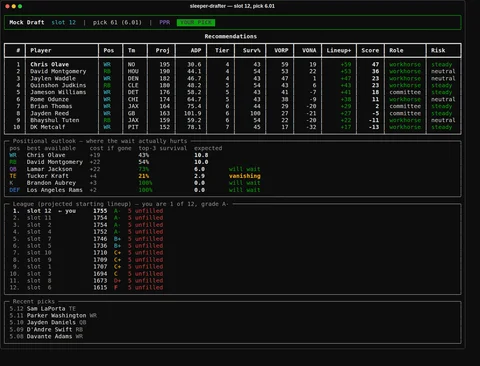 sleeper-drafter — slot 12, pick 6.01
Mock Draft slot 12 | pick 61 (6.01) | PPR YOUR PICK
Recommendations
# Player Pos Tm Proj ADP Tier Surv% VORP VONA Lineup+ Score Role Risk
1 Chris Olave WR NO 195 30.6 4 43 59 19 +59 47 workhorse steady
2 David Montgomery RB HOU 190 44.1 4 54 53 22 +53 36 workhorse neutral
3 Jaylen Waddle WR DEN 182 46.7 4 43 47 1 +47 23 workhorse neutral
4 Quinshon Judkins RB CLE 180 48.2 5 54 43 6 +43 23 workhorse steady
5 Jameson Williams WR DET 176 58.2 5 43 41 -7 +41 18 committee steady
6 Rome Odunze WR CHI 174 64.7 5 43 38 -9 +38 11 workhorse neutral
7 Brian Thomas WR JAX 164 75.4 6 44 29 -20 +29 2 committee neutral
8 Jayden Reed WR GB 163 101.9 6 100 27 -21 +27 -5 committee steady
9 Bhayshul Tuten RB JAX 159 59.2 6 54 22 -20 +22 -11 workhorse neutral
10 DK Metcalf WR PIT 152 78.1 7 45 17 -32 +17 -13 workhorse steady
Positional outlook — where the wait actually hurts
pos best available cost if gone top-3 survival expected
WR Chris Olave +19 43% 10.8
RB David Montgomery +22 54% 10.0
QB Lamar Jackson +22 73% 6.0 will wait
TE Tucker Kraft +4 21% 2.9 vanishing
K Brandon Aubrey +3 100% 0.0 will wait
DEF Los Angeles Rams +2 100% 0.0 will wait
League (projected starting lineup) — you are 1 of 12, grade A-
1. slot 12 ← you 1755 A- 5 unfilled
2. slot 11 1754 A- 5 unfilled
3. slot 2 1754 A- 5 unfilled
4. slot 4 1752 A- 5 unfilled
5. slot 7 1746 B+ 5 unfilled
6. slot 5 1736 B+ 5 unfilled
7. slot 10 1710 C+ 5 unfilled
8. slot 3 1709 C+ 5 unfilled
9. slot 1 1707 C+ 5 unfilled
10. slot 9 1694 C 5 unfilled
11. slot 8 1673 D+ 5 unfilled
12. slot 6 1615 F 5 unfilled
Recent picks
5.12 Sam LaPorta TE
5.11 Parker Washington WR
5.10 Jayden Daniels QB
5.09 D'Andre Swift RB
5.08 Davante Adams WR